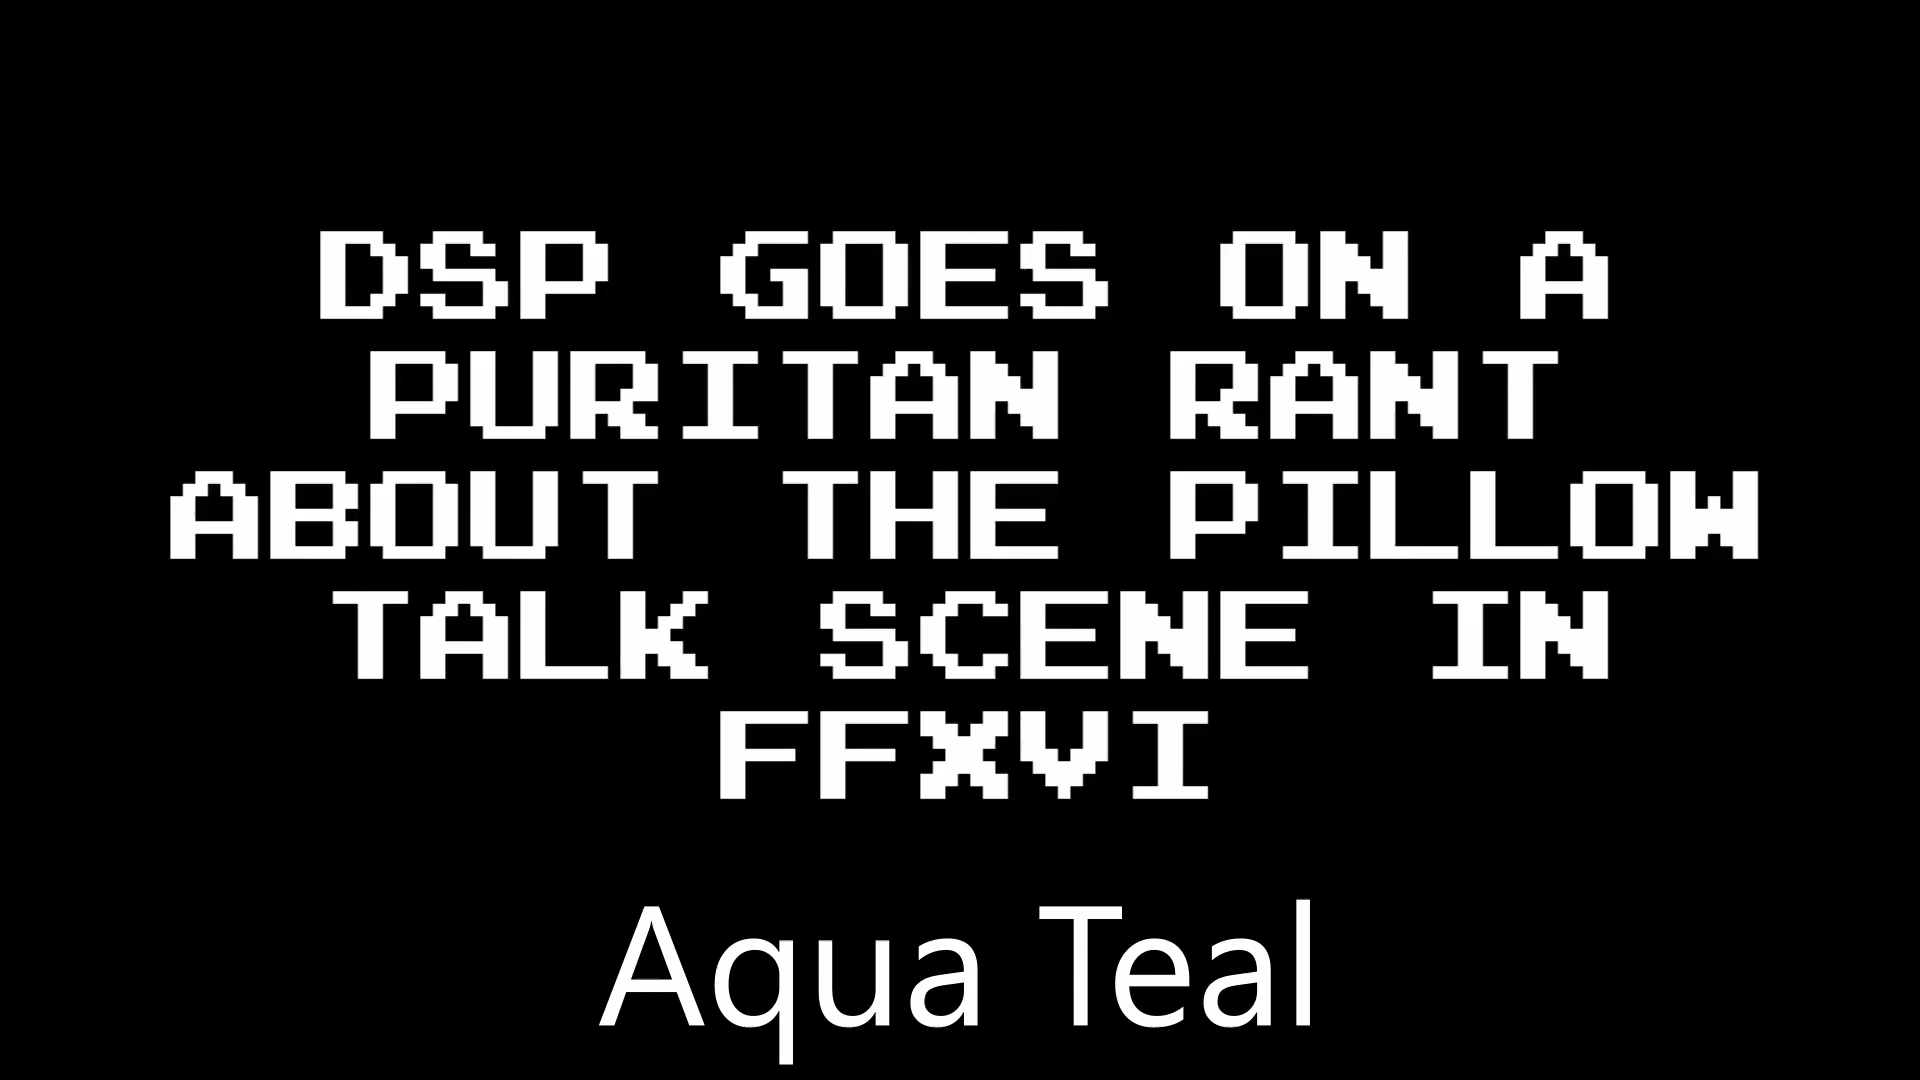 DSP GOES ON A
PURITAN RANT
ABOUT THE PILLOW
TALK SCENE IN
FFXVI
Aqua Teal